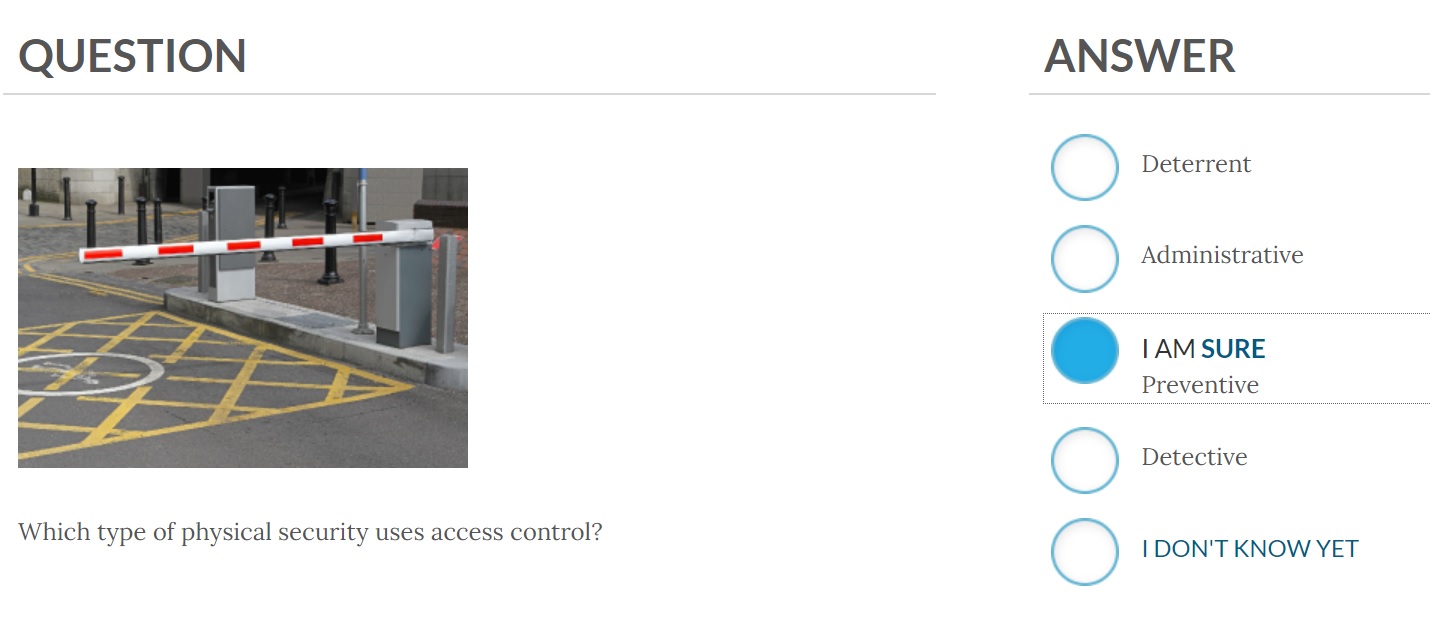 QUESTION
ANSWER
Deterrent
Administrative
I AM SURE
Preventive
Detective
Which type of physical security uses access control?
I DON'T KNOW YET